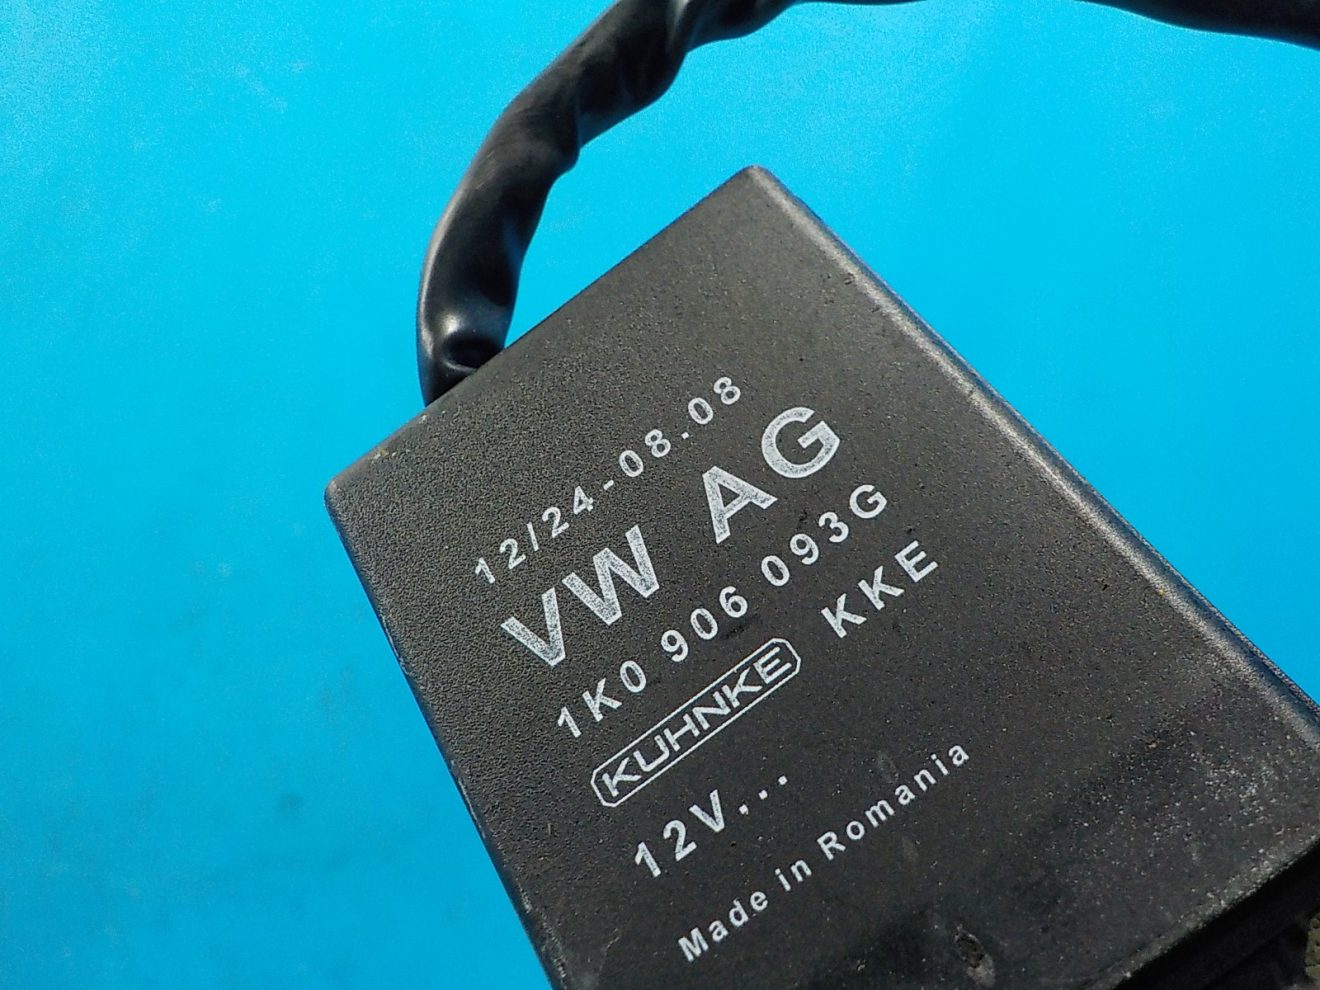 12/24-08.08
VW AG
1K0 906 093G
KUHNKE KKE
12V...
Made in Romania